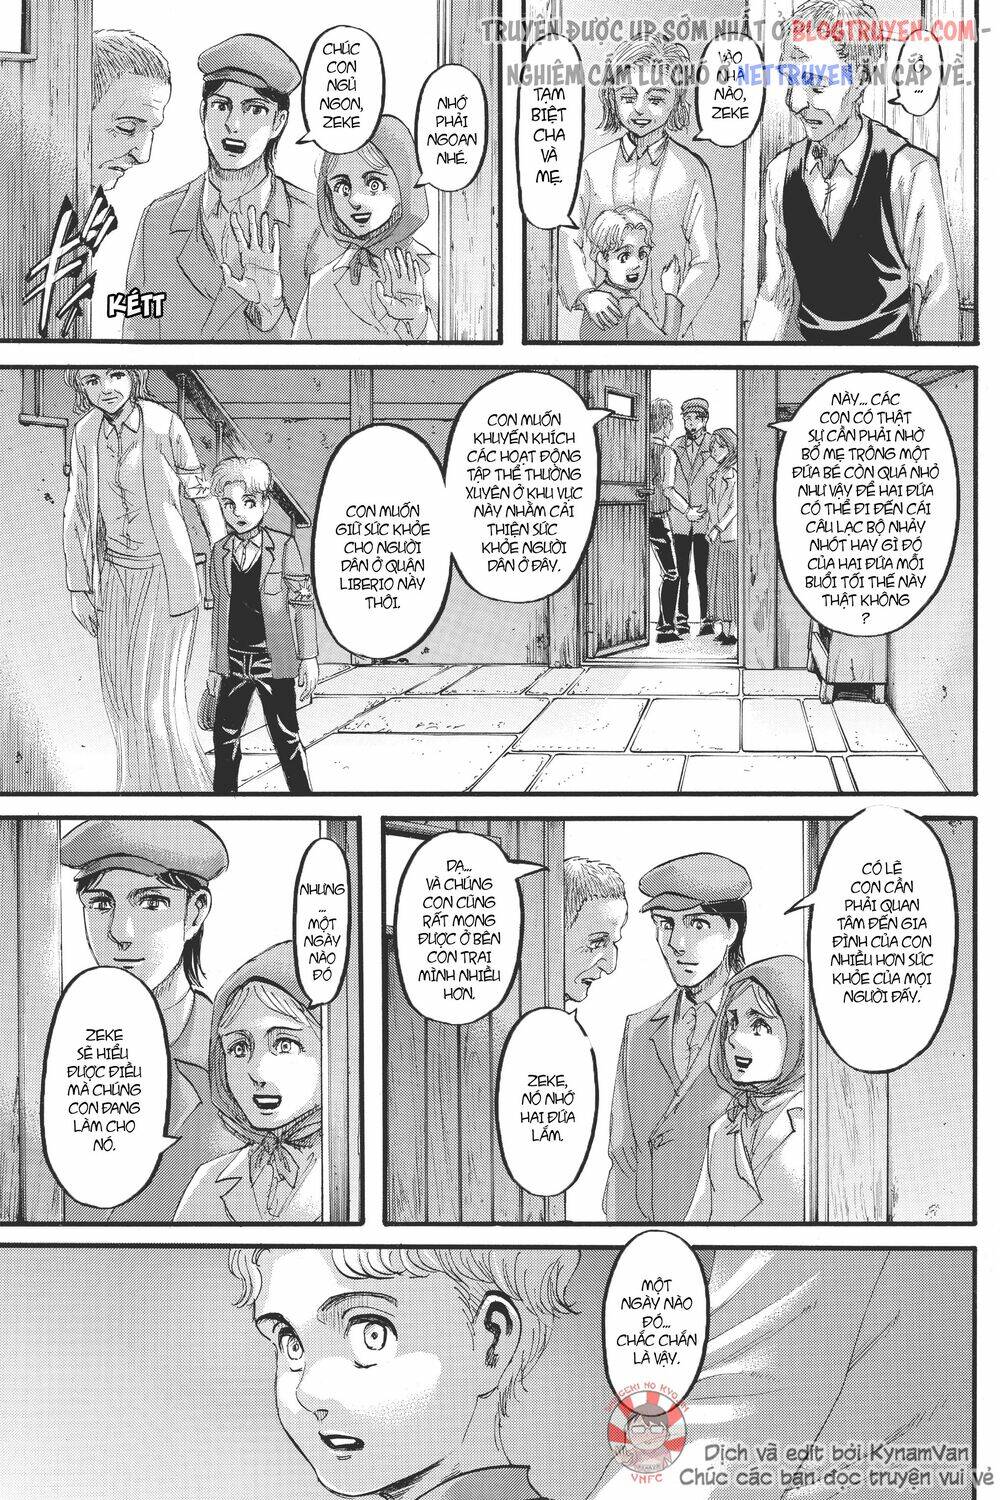 TRUYỆN ĐƯỢC UP SỚM NHẤT Ở BLOGTRUYEN.COM -
NGHIÊM CẤM LŨ CHÓ Ở NETTRUYEN ĂN CẮP VỀ.
Ồ
...
VÀO
NHÀ
NÀO,
ZEKE
TẠM
BIỆT
CHA
VÀ
MẸ.
CHÚC
CON
NGỦ
NGON,
ZEKE
NHỚ
PHẢI
NGOAN
NHÉ.
KÉTT
NÀY... CÁC
CON CÓ THẬT
SỰ CẦN PHẢI NHỜ
BỐ MẸ TRÔNG MỘT
ĐỨA BÉ CÒN QUÁ NHỎ
NHƯ VẬY ĐỂ HAI ĐỨA
CÓ THỂ ĐI ĐẾN CÁI
CÂU LẠC BỘ NHẢY
NHÓT HAY GÌ ĐÓ
CỦA HAI ĐỨA MỖI
BUỔI TỐI THẾ NÀY
THẬT KHÔNG
?
CON MUỐN
KHUYẾN KHÍCH
CÁC HOẠT ĐỘNG
TẬP THỂ THƯỜNG
XUYÊN Ở KHU VỰC
NÀY NHẰM CẢI
THIỆN SỨC
KHỎE NGƯỜI
DÂN Ở ĐÂY.
CON MUỐN
GIỮ SỨC KHỎE
CHO NGƯỜI
DÂN Ở QUẬN
LIBERIO NÀY
THÔI.
CÓ LẼ
CON CẦN
PHẢI QUAN
TÂM ĐẾN GIA
ĐÌNH CỦA CON
NHIỀU HƠN SỨC
KHỎE CỦA MỌI
NGƯỜI ĐẤY.
DẠ...
VÀ CHÚNG
CON CŨNG
RẤT MONG
ĐƯỢC Ở BÊN
CON TRAI
MÌNH NHIỀU
HƠN.
ZEKE,
NÓ NHỚ
HAI ĐỨA
LẮM.
NHƯNG
...
MỘT
NGÀY
NÀO
ĐÓ
ZEKE
SẼ HIỂU
ĐƯỢC ĐIỀU
MÀ CHÚNG
CON ĐANG
LÀM CHO
NÓ.
MỘT
NGÀY NÀO
ĐÓ...
CHẮC CHẮN
LÀ VẬY.
VNFC
Dịch và edit bởi KynamVan
Chúc các bạn đọc truyện vui vẻ